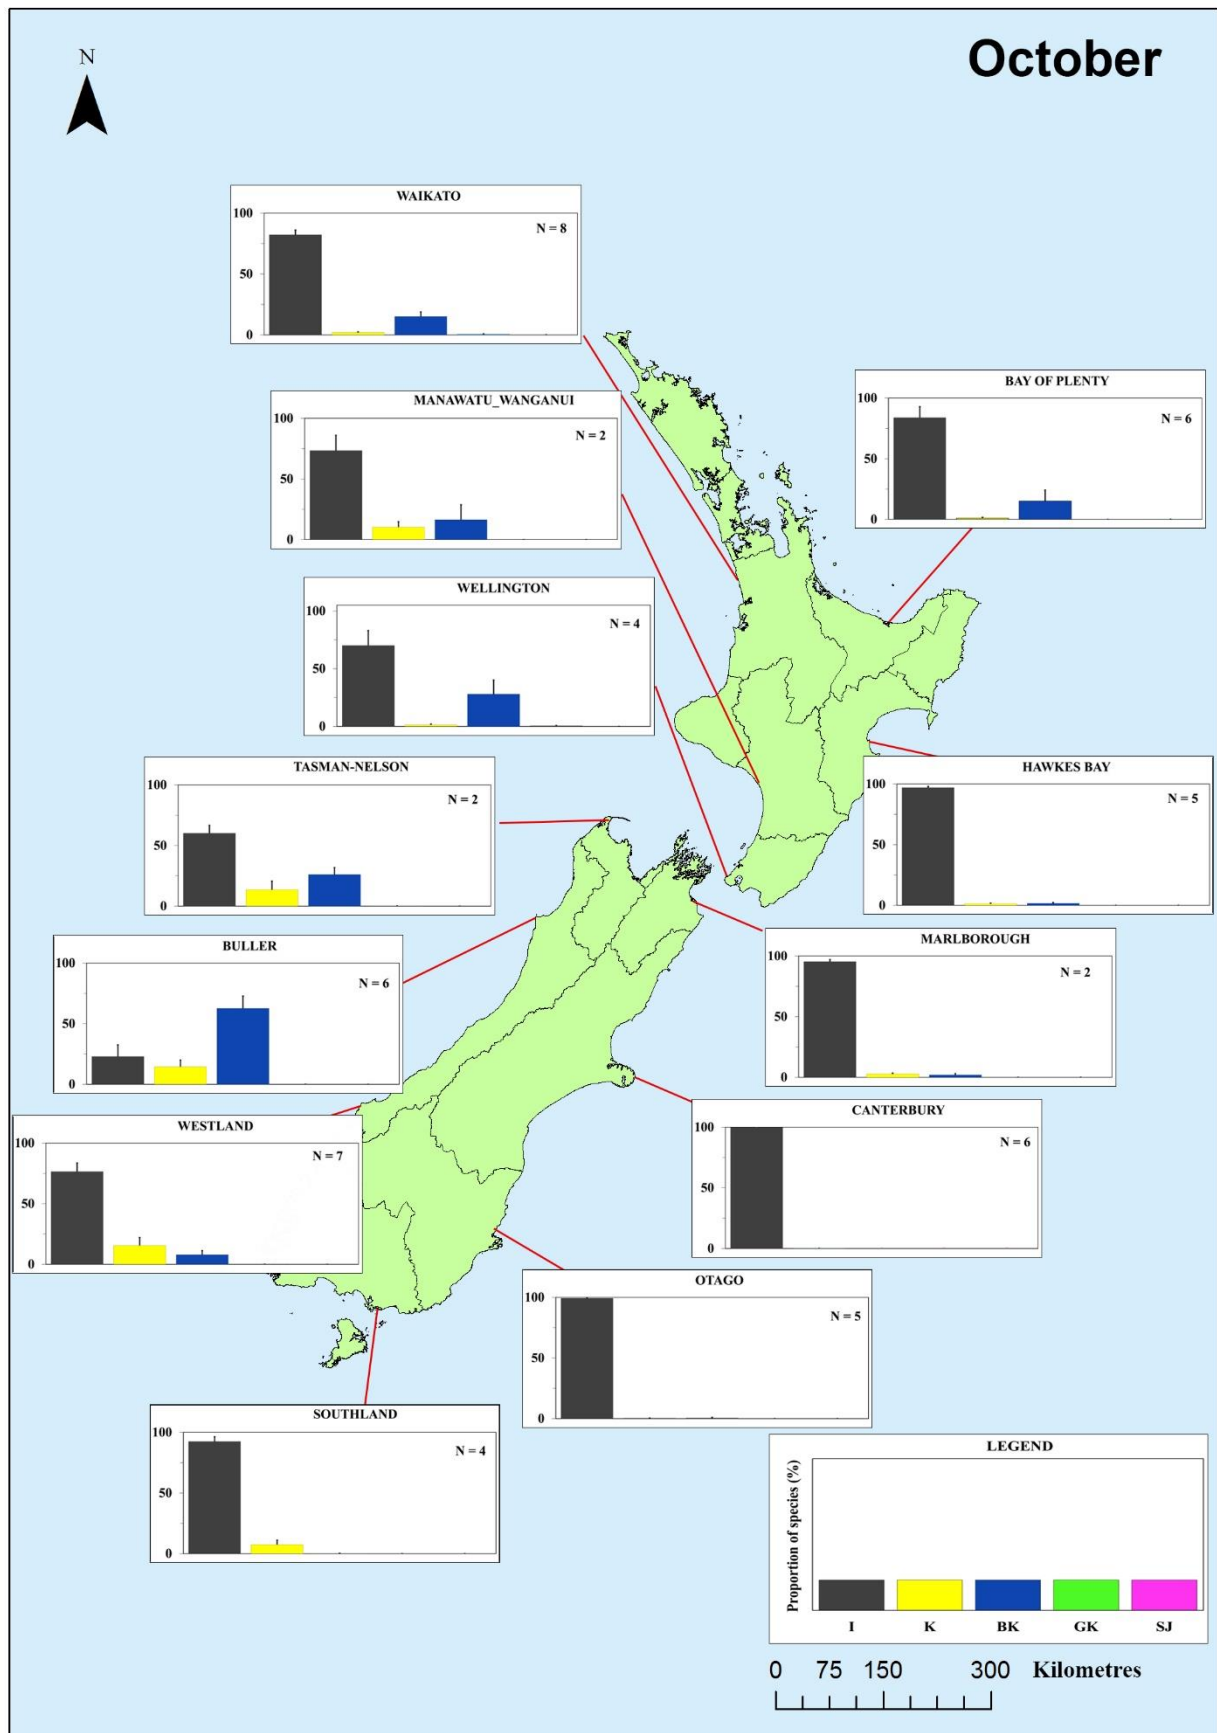 October
N
WAIKATO
100
N = 8
50
0
MANAWATU_WANGANUI
100
N = 2
50
0
BAY OF PLENTY
100
N = 6
50
0
WELLINGTON
100
N = 4
50
0
TASMAN-NELSON
100
N = 2
50
0
HAWKES BAY
100
N = 5
50
0
BULLER
100
N = 6
50
0
MARLBOROUGH
100
N = 2
50
0
WESTLAND
100
N = 7
50
0
CANTERBURY
100
N = 6
50
0
OTAGO
100
N = 5
50
0
SOUTHLAND
100
N = 4
50
0
LEGEND
Proportion of species (%)
I K BK GK SJ
0 75 150 300 Kilometres